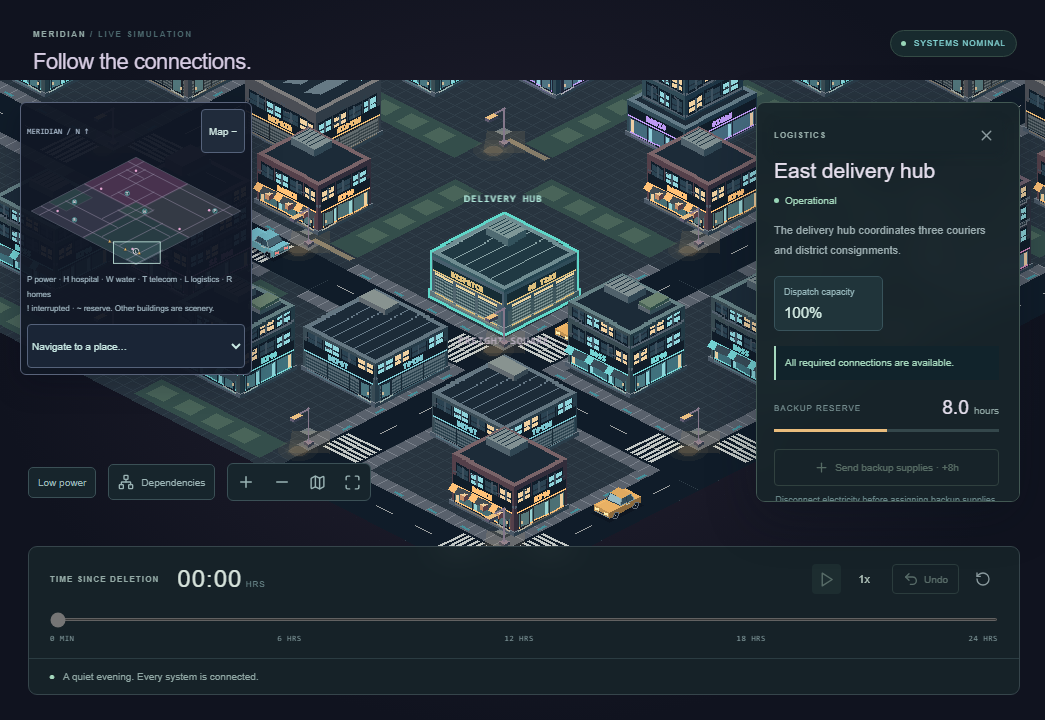 MERIDIAN / LIVE SIMULATION
Follow the connections.
SYSTEMS NOMINAL
MERIDIAN / N ↑
Map −
P power · H hospital · W water · T telecom · L logistics · R
homes
! interrupted · ~ reserve. Other buildings are scenery.
Navigate to a place...
DELIVERY HUB
DISPATCH
ON TIME
LOGISTICS
East delivery hub
Operational
The delivery hub coordinates three couriers
and district consignments.
Dispatch capacity
100%
All required connections are available.
BACKUP RESERVE
8.0 hours
Send backup supplies · +8h
Disconnect electricity before assigning backup supplies
Low power
Dependencies
TIME SINCE DELETION
00:00 HRS
1x
Undo
0 MIN
6 HRS
12 HRS
18 HRS
24 HRS
A quiet evening. Every system is connected.